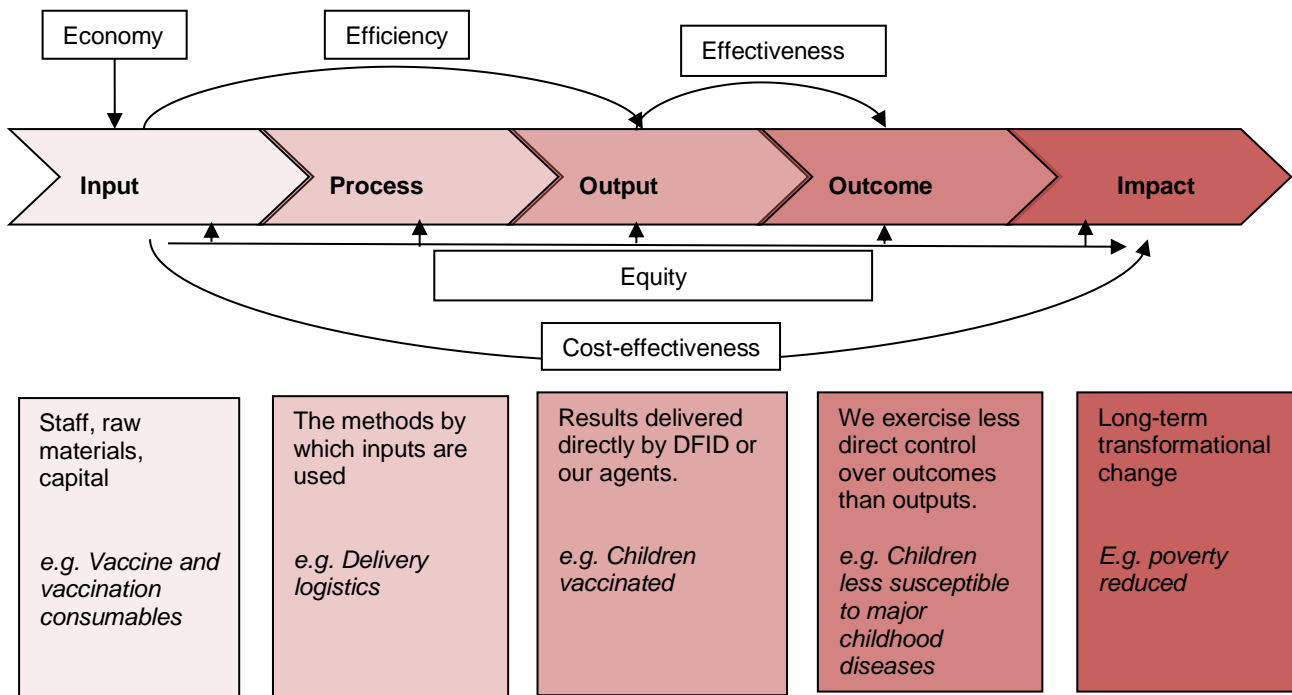 Economy
Efficiency
Effectiveness
Input
Process
Output
Outcome
Impact
Equity
Cost-effectiveness
Staff, raw
materials,
capital
e.g. Vaccine and
vaccination
consumables
The methods by
which inputs are
used
e.g. Delivery
logistics
Results delivered
directly by DFID or
our agents.
e.g. Children
vaccinated
We exercise less
direct control
over outcomes
than outputs.
e.g. Children
less susceptible
to major
childhood
diseases
Long-term
transformational
change
E.g. poverty
reduced